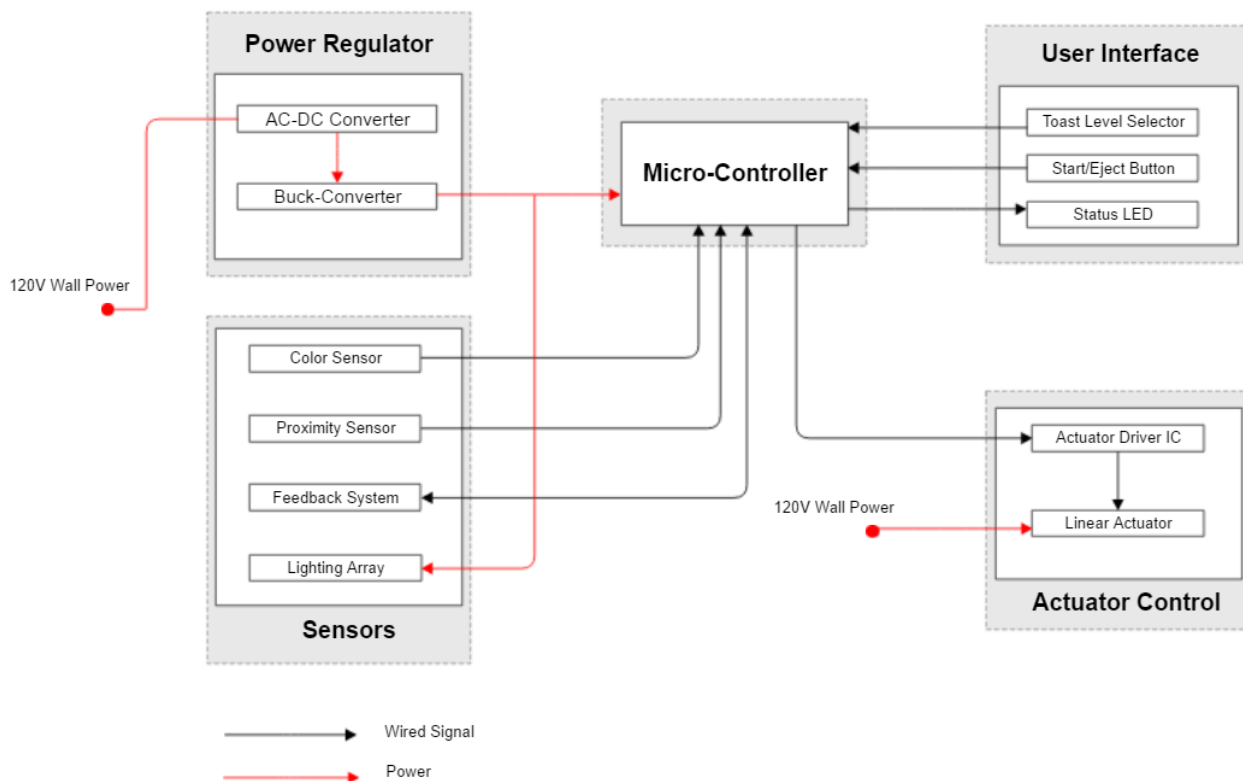 Power Regulator
AC-DC Converter
Buck-Converter
120V Wall Power
Micro-Controller
User Interface
Toast Level Selector
Start/Eject Button
Status LED
Color Sensor
Proximity Sensor
Feedback System
Lighting Array
Sensors
120V Wall Power
Actuator Driver IC
Linear Actuator
Actuator Control
Wired Signal
Power